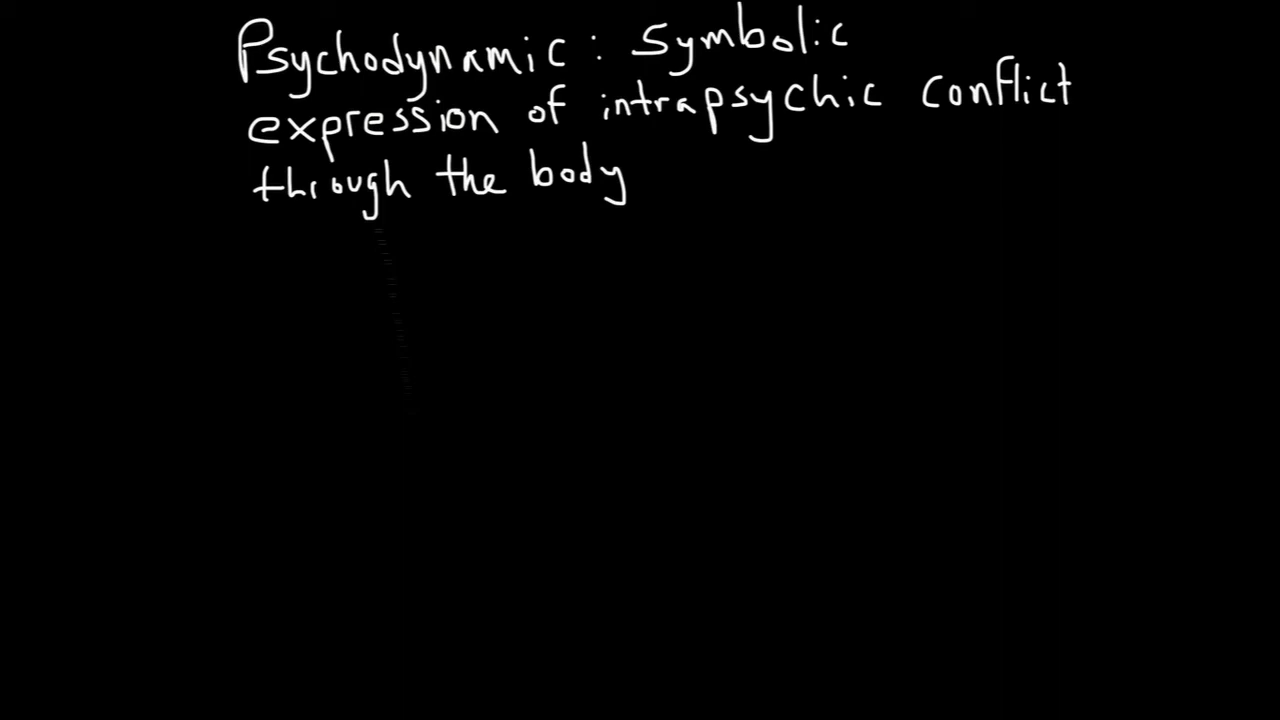 Psychodynamic: Symbolic
expression of intrapsychic conflict
through the body